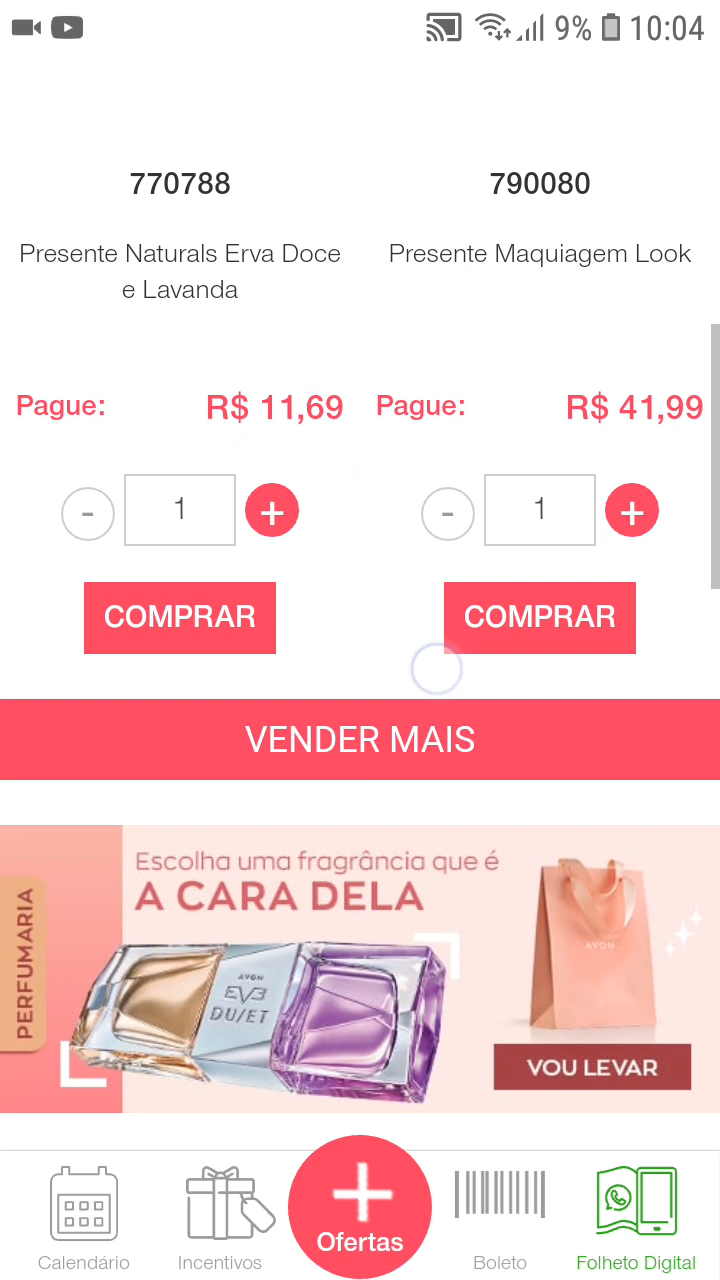 9% 10:04
770788
790080
Presente Naturals Erva Doce
e Lavanda
Presente Maquiagem Look
Pague: R$ 11,69
Pague: R$ 41,99
- 1 +
- 1 +
COMPRAR
COMPRAR
VENDER MAIS
PERFUMARIA
Escolha uma fragrância que é
A CARA DELA
AVON
EVE
DU/ET
AVON
VOU LEVAR
Calendário
Incentivos
Ofertas
Boleto
Folheto Digital